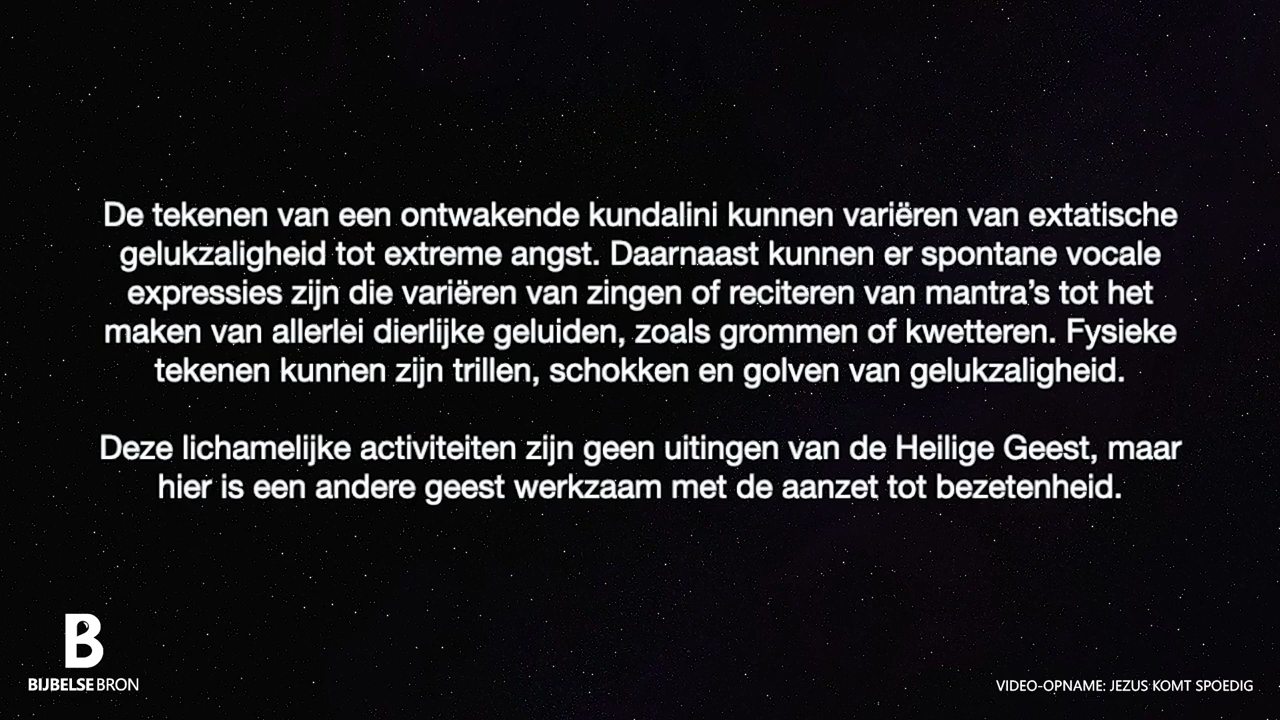 De tekenen van een ontwakende kundalini kunnen variëren van extatische
gelukzaligheid tot extreme angst. Daarnaast kunnen er spontane vocale
expressies zijn die variëren van zingen of reciteren van mantra’s tot het
maken van allerlei dierlijke geluiden, zoals grommen of kwetteren. Fysieke
tekenen kunnen zijn trillen, schokken en golven van gelukzaligheid.
Deze lichamelijke activiteiten zijn geen uitingen van de Heilige Geest, maar
hier is een andere geest werkzaam met de aanzet tot bezetenheid.
B
BIJBELSEBRON
VIDEO-OPNAME: JEZUS KOMT SPOEDIG